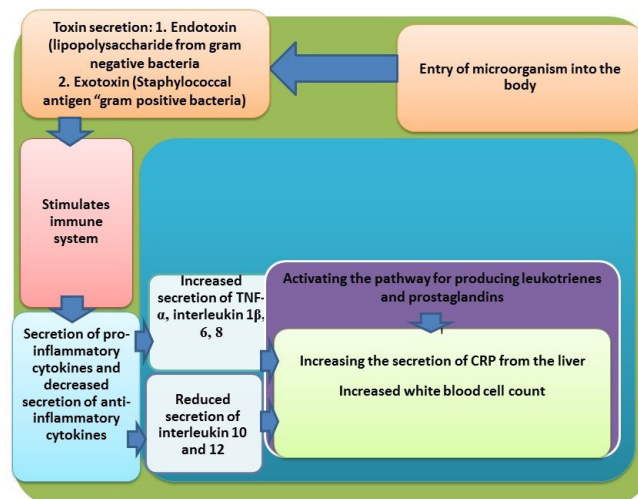 Toxin secretion: 1. Endotoxin
(lipopolysaccharide from gram
negative bacteria
2. Exotoxin (Staphylococcal
antigen “gram positive bacteria)
Entry of microorganism into the
body
Stimulates
immune
system
Secretion of pro-
inflammatory
cytokines and
decreased
secretion of anti-
inflammatory
cytokines
Increased
secretion of TNF-
α, interleukin 1β,
6, 8
Reduced
secretion of
interleukin 10
and 12
Activating the pathway for producing leukotrienes
and prostaglandins
Increasing the secretion of CRP from the liver
Increased white blood cell count